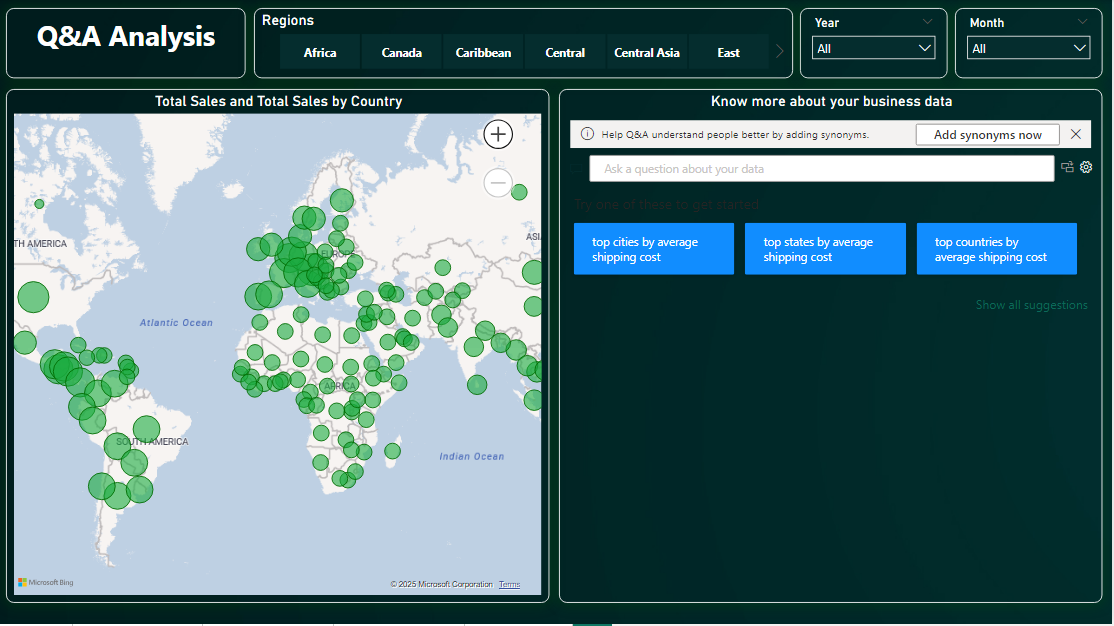 Q&A Analysis
Regions
Africa
Canada
Caribbean
Central
Central Asia
East
Year
All
Month
All
Total Sales and Total Sales by Country
TH AMERICA
Atlantic Ocean
SOUTH AMERICA
EUROPE
ASI
AFRICA
Indian Ocean
Microsoft Bing
© 2025 Microsoft Corporation Terms
Know more about your business data
Help Q&A understand people better by adding synonyms.
Add synonyms now
Ask a question about your data
Try one of these to get started
top cities by average
shipping cost
top states by average
shipping cost
top countries by
average shipping cost
Show all suggestions